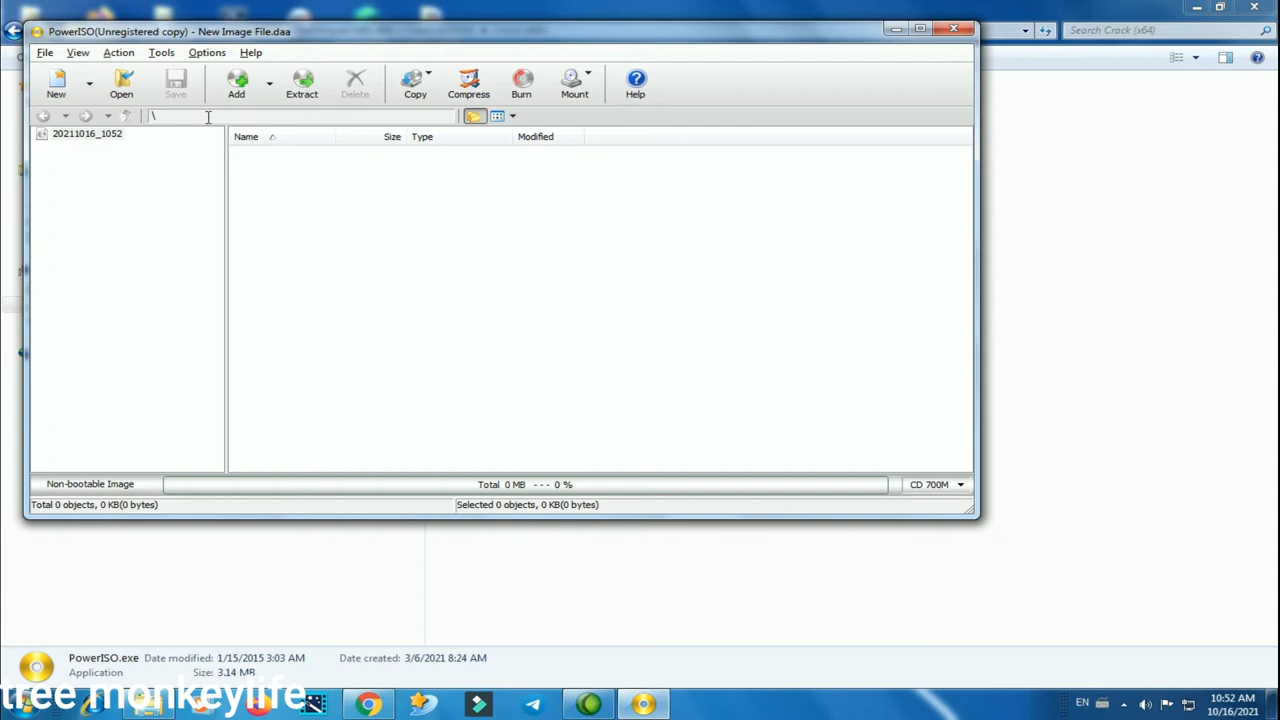 PowerISO(Unregistered copy) - New Image File.daa
Search Crack (x64)
File View Action Tools Options Help
New Open Save Add Extract Delete Copy Compress Burn Mount Help
\
20211016_1052
Name Size Type Modified
Non-bootable Image Total 0 MB - - - 0 % CD 700M
Total 0 objects, 0 KB(0 bytes) Selected 0 objects, 0 KB(0 bytes)
PowerISO.exe Date modified: 1/15/2015 3:03 AM Date created: 3/6/2021 8:24 AM
Application Size: 3.14 MB
tree monkeylife
EN 10:52 AM
10/16/2021